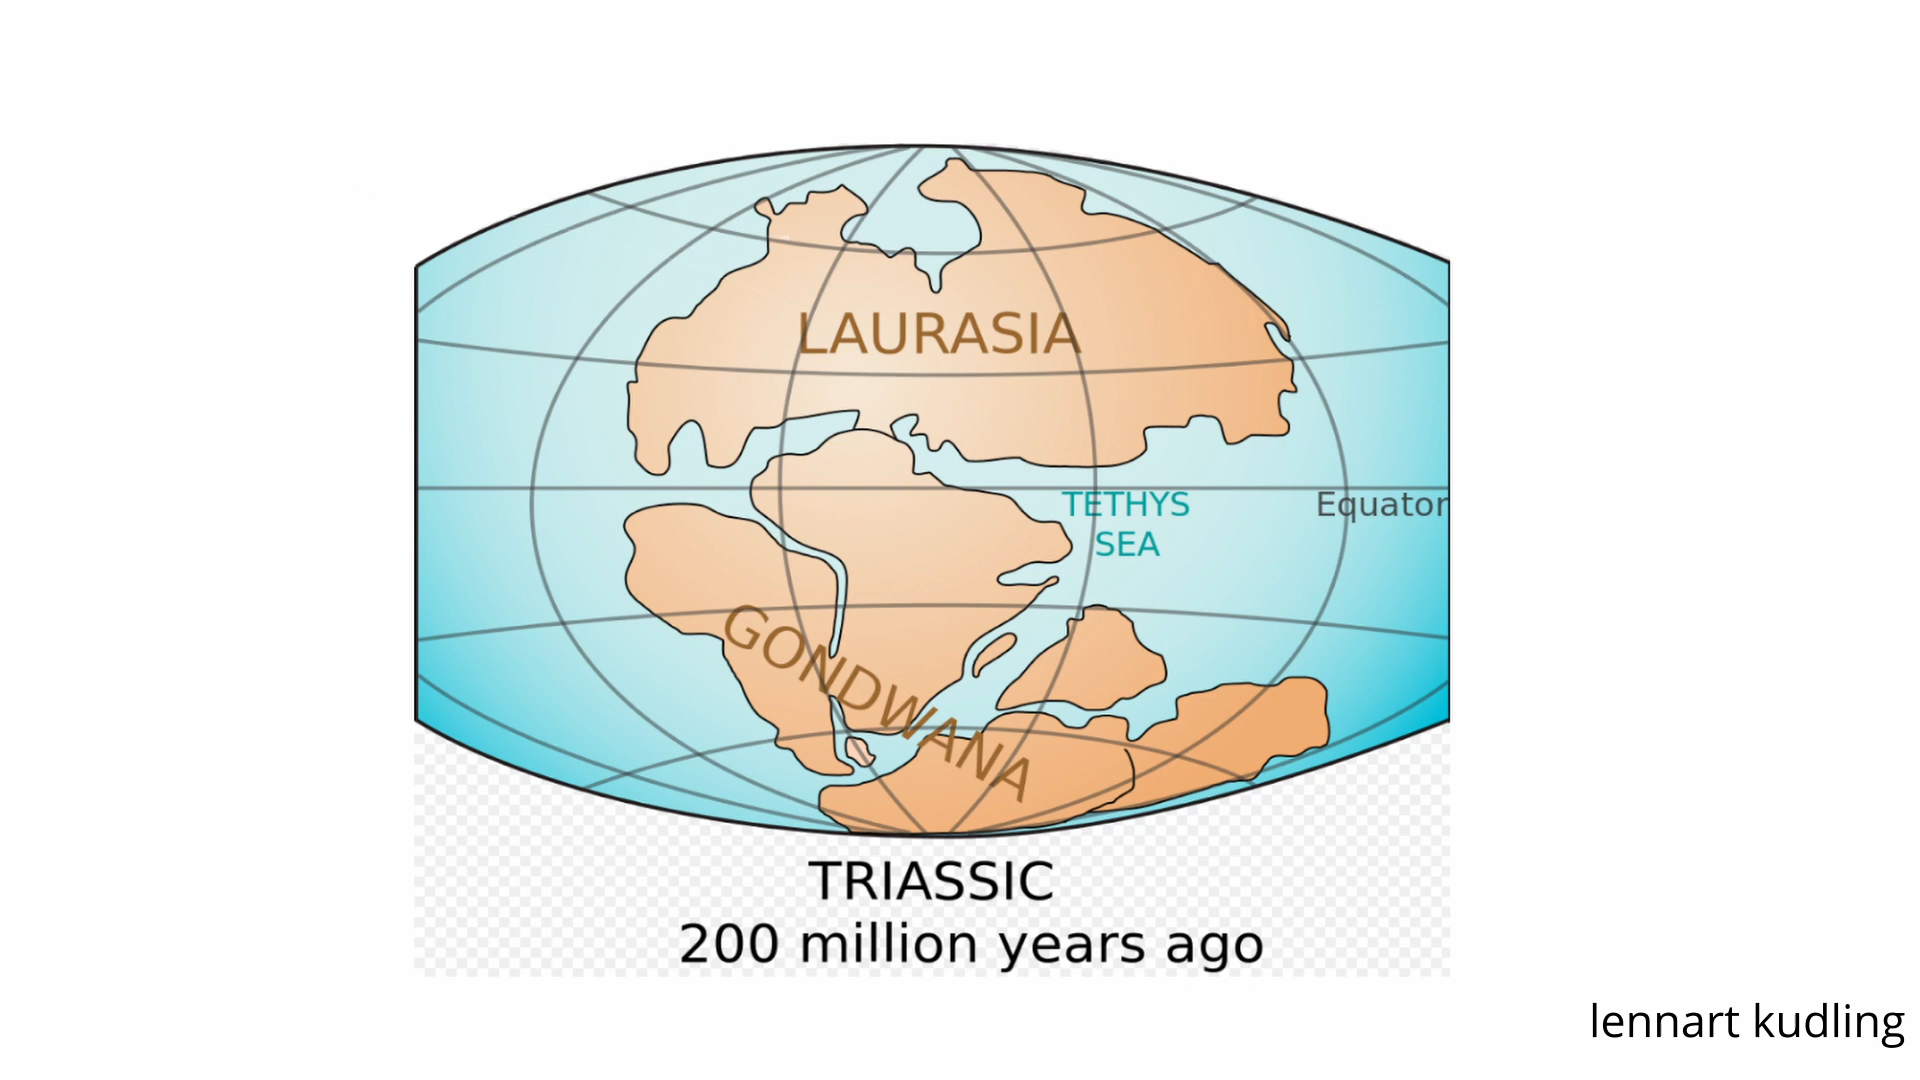 LAURASIA
TETHYS
SEA
Equator
GONDWANA
TRIASSIC
200 million years ago
lennart kudling